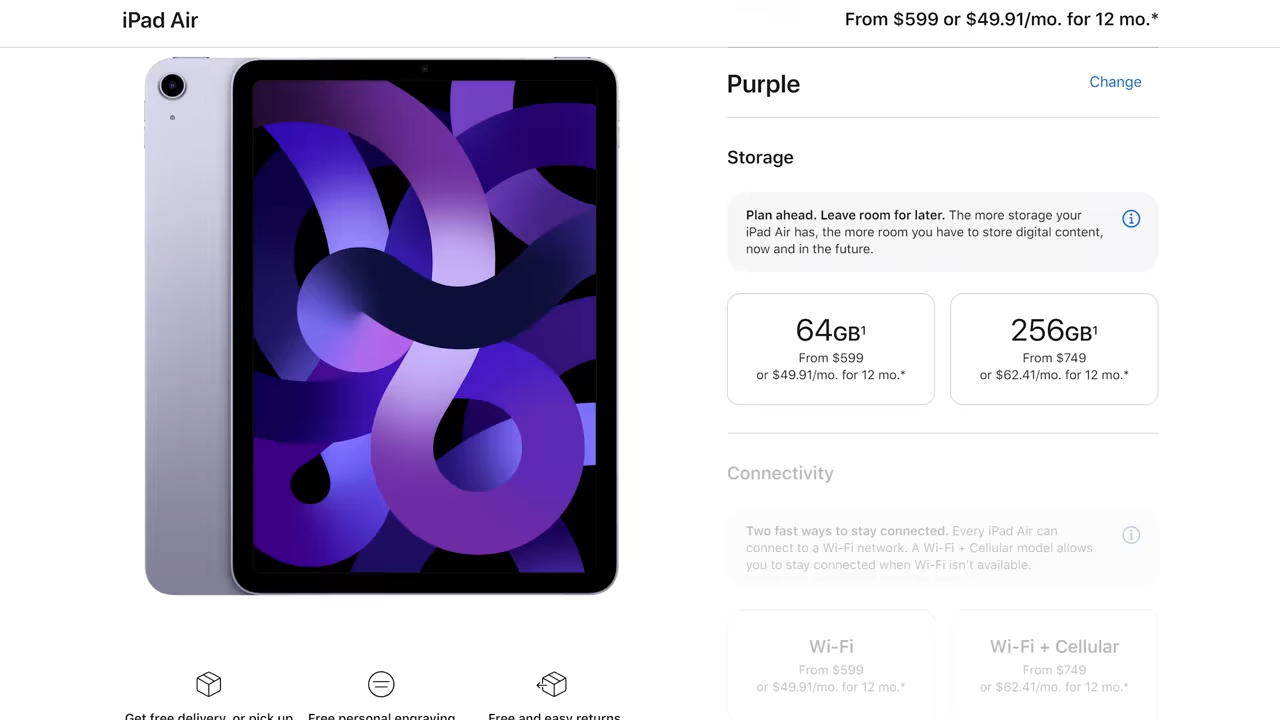 iPad Air
From $599 or $49.91/mo. for 12 mo.*
Purple
Change
Storage
Plan ahead. Leave room for later. The more storage your
iPad Air has, the more room you have to store digital content,
now and in the future.
64GB¹
From $599
or $49.91/mo. for 12 mo.*
256GB¹
From $749
or $62.41/mo. for 12 mo.*
Connectivity
Two fast ways to stay connected. Every iPad Air can
connect to a Wi-Fi network. A Wi-Fi + Cellular model allows
you to stay connected when Wi-Fi isn't available.
Wi-Fi
From $599
or $49.91/mo. for 12 mo.*
Wi-Fi + Cellular
From $749
or $62.41/mo. for 12 mo.*
Get free delivery, or pick up
Free personal engraving
Free and easy returns